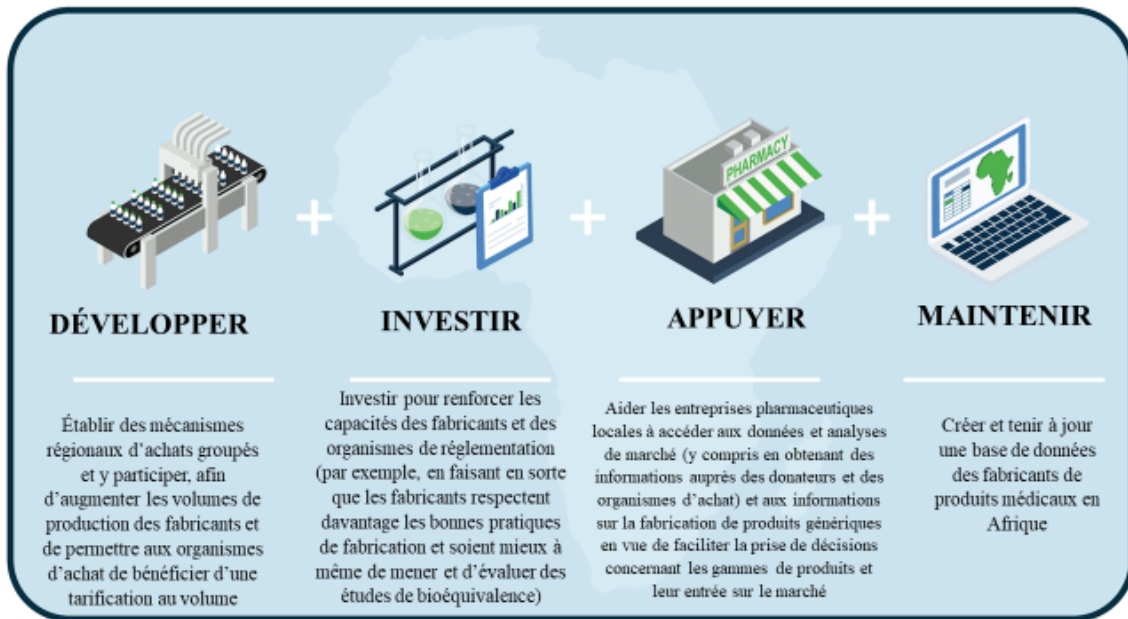 PHARMACY
DÉVELOPPER
INVESTIR
APPUYER
MAINTENIR
Établir des mécanismes
régionaux d’achats groupés
et y participer, afin
d’augmenter les volumes de
production des fabricants et
de permettre aux organismes
d’achat de bénéficier d’une
tarification au volume
Investir pour renforcer les
capacités des fabricants et des
organismes de réglementation
(par exemple, en faisant en sorte
que les fabricants respectent
davantage les bonnes pratiques
de fabrication et soient mieux à
même de mener et d’évaluer des
études de bioéquivalence)
Aider les entreprises pharmaceutiques
locales à accéder aux données et analyses
de marché (y compris en obtenant des
informations auprès des donateurs et des
organismes d’achat) et aux informations
sur la fabrication de produits génériques
en vue de faciliter la prise de décisions
concernant les gammes de produits et
leur entrée sur le marché
Créer et tenir à jour
une base de données
des fabricants de
produits médicaux en
Afrique